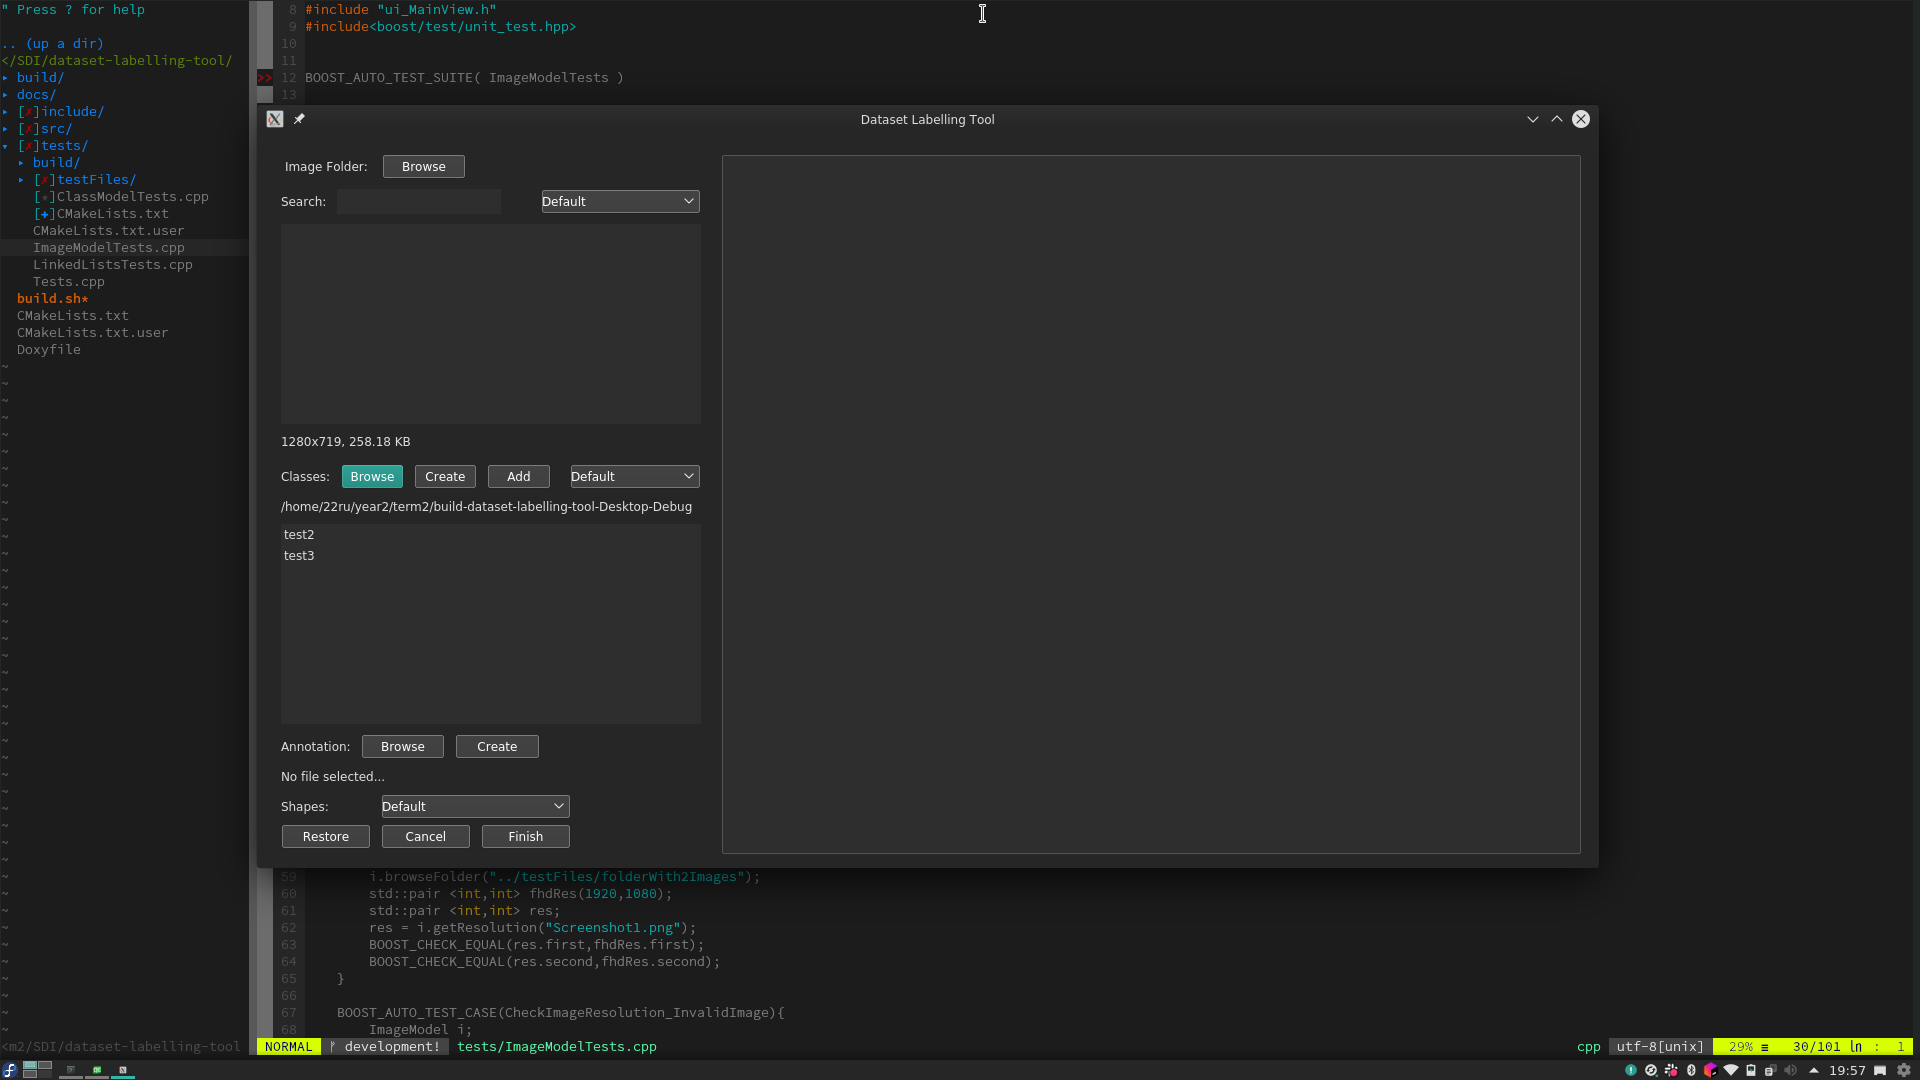 " Press ? for help
.. (up a dir)
</SDI/dataset-labelling-tool/
▸ build/
▸ docs/
▸ [✗]include/
▸ [✗]src/
▾ [✗]tests/
▸ build/
▸ [✗]testFiles/
[★]ClassModelTests.cpp
[✚]CMakeLists.txt
CMakeLists.txt.user
ImageModelTests.cpp
LinkedListsTests.cpp
Tests.cpp
build.sh*
CMakeLists.txt
CMakeLists.txt.user
Doxyfile
<m2/SDI/dataset-labelling-tool
8 #include "ui_MainView.h"
9 #include<boost/test/unit_test.hpp>
10
11
>> 12 BOOST_AUTO_TEST_SUITE( ImageModelTests )
13
Dataset Labelling Tool
Image Folder: Browse
Search: Default
1280x719, 258.18 KB
Classes: Browse Create Add Default
/home/22ru/year2/term2/build-dataset-labelling-tool-Desktop-Debug
test2
test3
Annotation: Browse Create
No file selected...
Shapes: Default
Restore Cancel Finish
59 i.browseFolder("../testFiles/folderWith2Images");
60 std::pair <int,int> fhdRes(1920,1080);
61 std::pair <int,int> res;
62 res = i.getResolution("Screenshot1.png");
63 BOOST_CHECK_EQUAL(res.first,fhdRes.first);
64 BOOST_CHECK_EQUAL(res.second,fhdRes.second);
65 }
66
67 BOOST_AUTO_TEST_CASE(CheckImageResolution_InvalidImage){
68 ImageModel i;
NORMAL development! tests/ImageModelTests.cpp cpp utf-8[unix] 29% ≡ 30/101 ln : 1
19:57